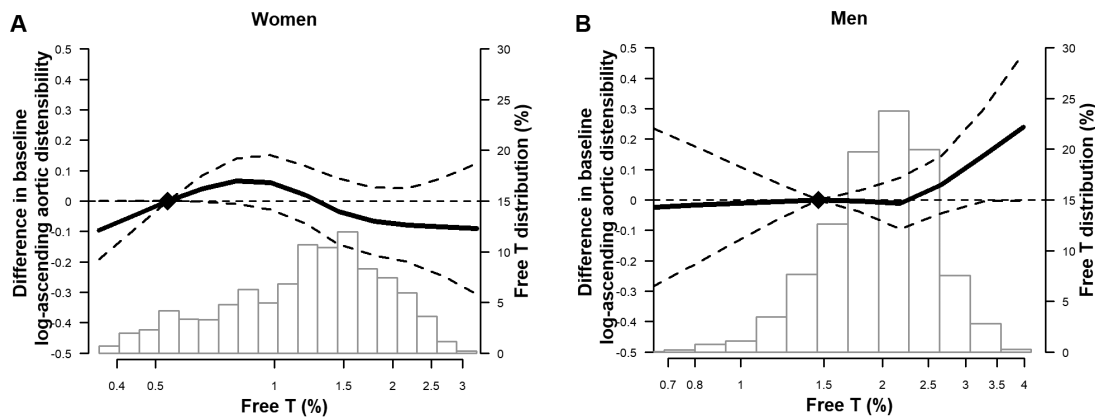 A
Women
Difference in baseline
log-ascending aortic distensibility
0.5
0.4
0.3
0.2
0.1
0
-0.1
-0.2
-0.3
-0.4
-0.5
30
25
20
15
10
5
0
Free T distribution (%)
0.4 0.5 1 1.5 2 2.5 3
Free T (%)
B
Men
Difference in baseline
log-ascending aortic distensibility
0.5
0.4
0.3
0.2
0.1
0
-0.1
-0.2
-0.3
-0.4
-0.5
30
25
20
15
10
5
0
Free T distribution (%)
0.7 0.8 1 1.5 2 2.5 3 3.5 4
Free T (%)